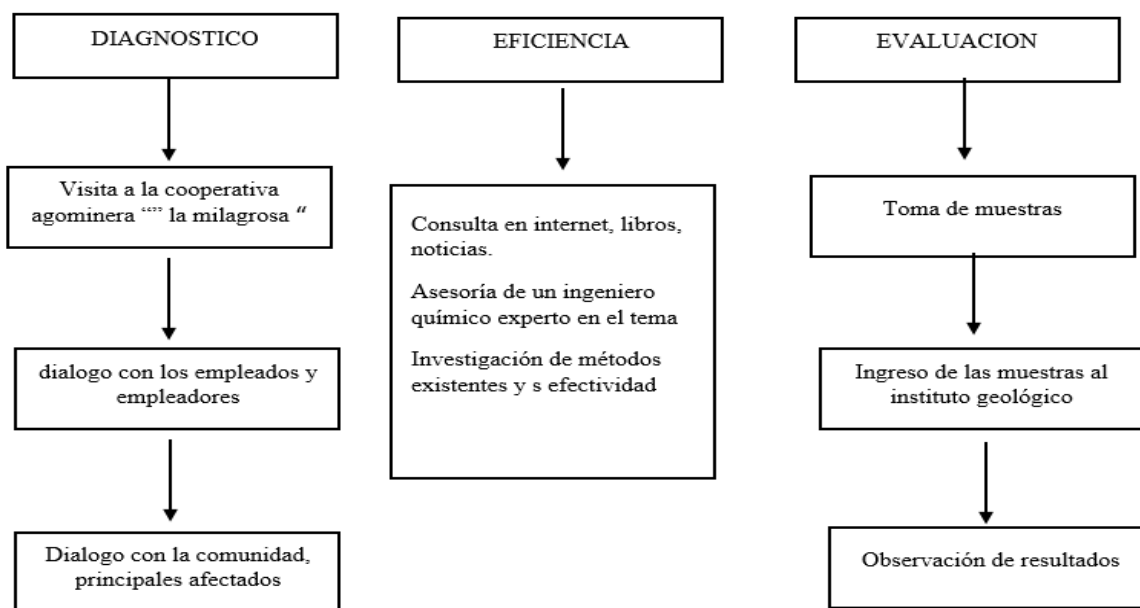 DIAGNOSTICO
Visita a la cooperativa
agominera “” la milagrosa “
dialogo con los empleados y
empleadores
Dialogo con la comunidad,
principales afectados
EFICIENCIA
Consulta en internet, libros,
noticias.
Asesoría de un ingeniero
químico experto en el tema
Investigación de métodos
existentes y s efectividad
EVALUACION
Toma de muestras
Ingreso de las muestras al
instituto geológico
Observación de resultados